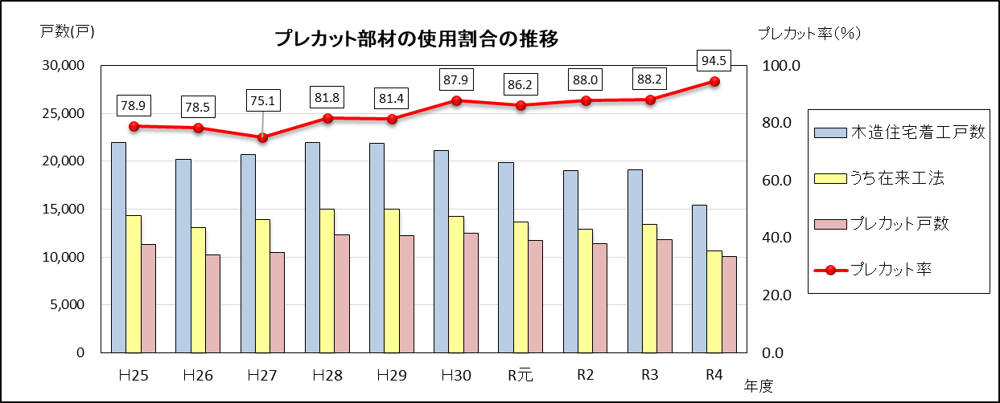 戸数(戸)
プレカット部材の使用割合の推移
プレカット率(%)
30,000
25,000
20,000
15,000
10,000
5,000
0
78.9
78.5
75.1
81.8
81.4
87.9
86.2
88.0
88.2
94.5
100.0
80.0
60.0
40.0
20.0
0.0
H25
H26
H27
H28
H29
H30
R元
R2
R3
R4
年度
木造住宅着工戸数
うち在来工法
プレカット戸数
プレカット率